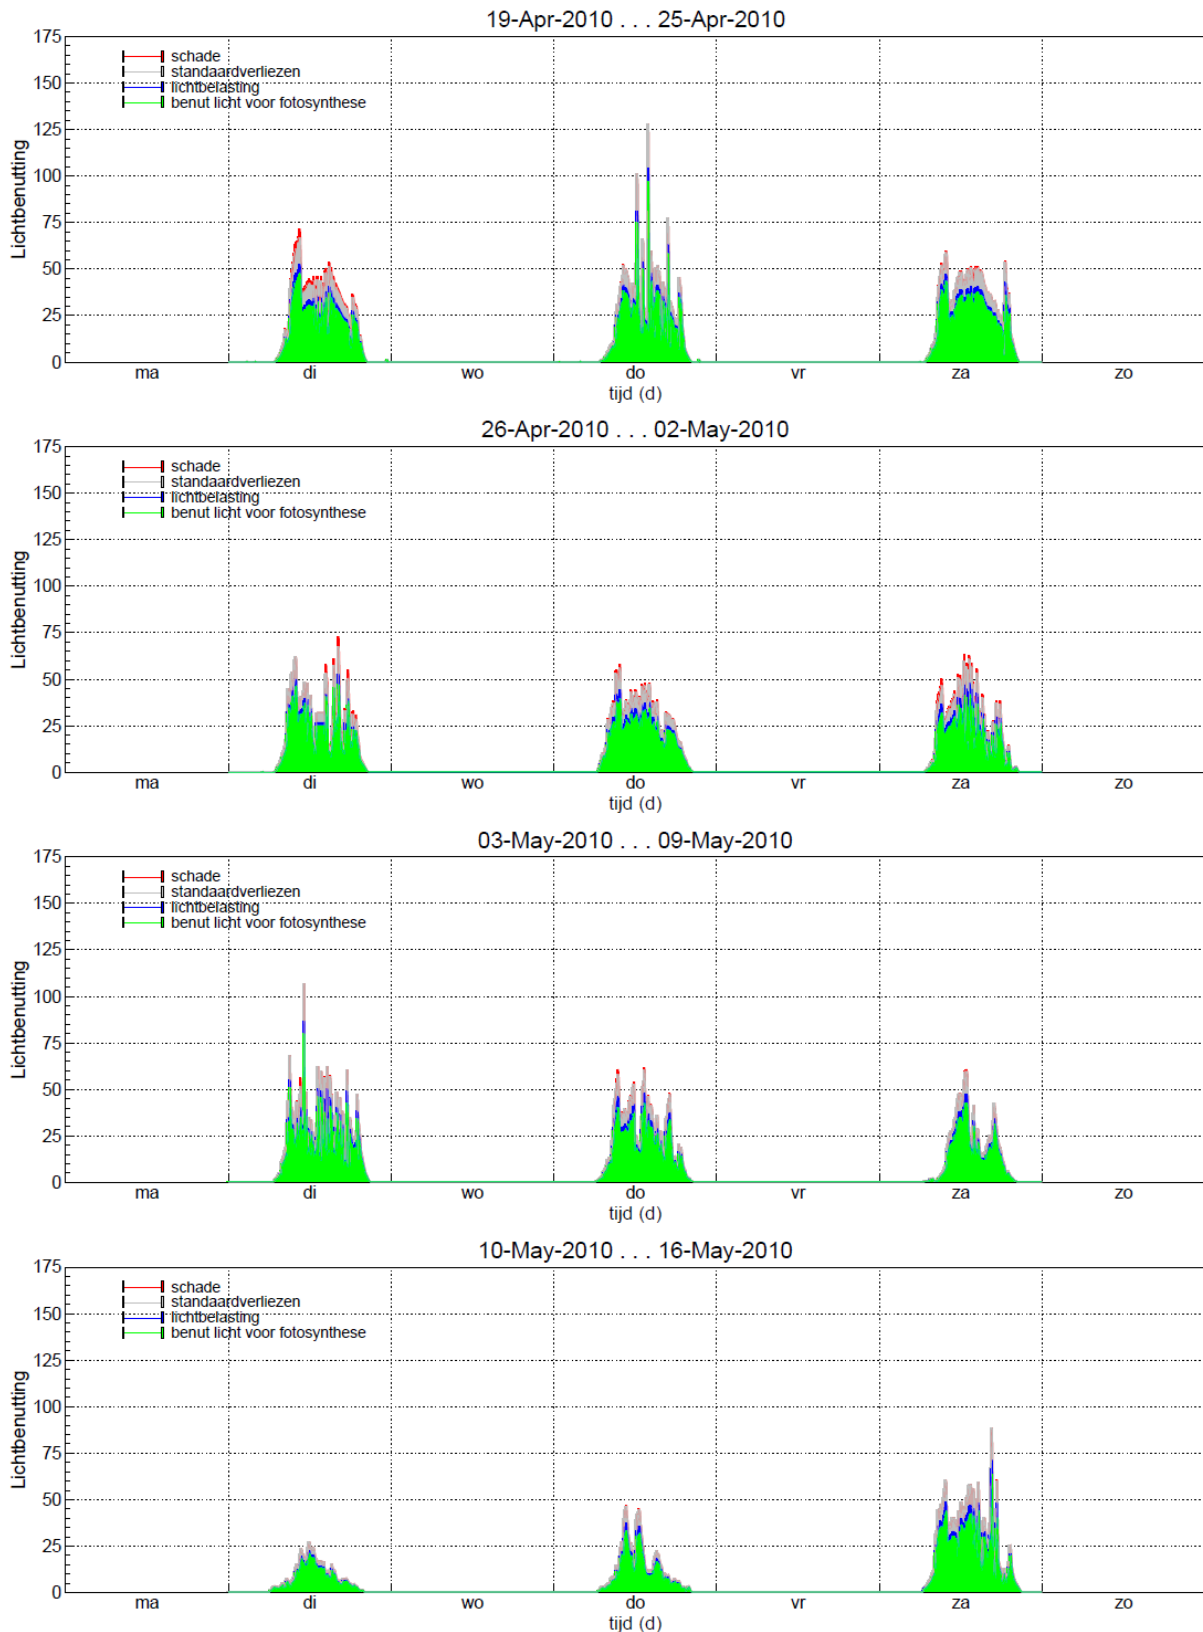 19-Apr-2010 . . . 25-Apr-2010
175
150
125
100
75
50
25
0
Lichtbenutting
schade
standaardverliezen
lichtbelasting
benut licht voor fotosynthese
ma di wo do vr za zo
tijd (d)
26-Apr-2010 . . . 02-May-2010
175
150
125
100
75
50
25
0
Lichtbenutting
schade
standaardverliezen
lichtbelasting
benut licht voor fotosynthese
ma di wo do vr za zo
tijd (d)
03-May-2010 . . . 09-May-2010
175
150
125
100
75
50
25
0
Lichtbenutting
schade
standaardverliezen
lichtbelasting
benut licht voor fotosynthese
ma di wo do vr za zo
tijd (d)
10-May-2010 . . . 16-May-2010
175
150
125
100
75
50
25
0
Lichtbenutting
schade
standaardverliezen
lichtbelasting
benut licht voor fotosynthese
ma di wo do vr za zo
tijd (d)